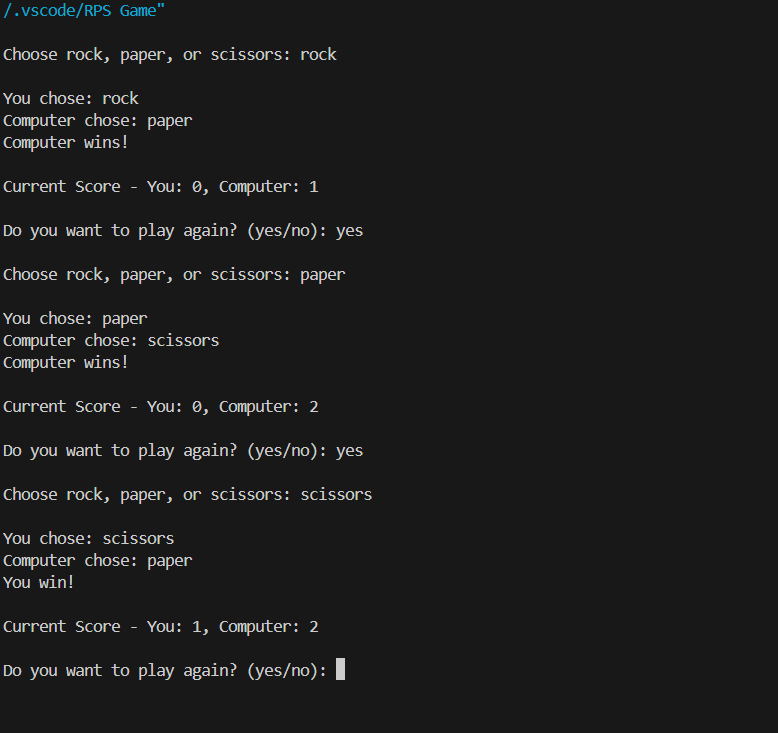 /.vscode/RPS Game"
Choose rock, paper, or scissors: rock
You chose: rock
Computer chose: paper
Computer wins!
Current Score - You: 0, Computer: 1
Do you want to play again? (yes/no): yes
Choose rock, paper, or scissors: paper
You chose: paper
Computer chose: scissors
Computer wins!
Current Score - You: 0, Computer: 2
Do you want to play again? (yes/no): yes
Choose rock, paper, or scissors: scissors
You chose: scissors
Computer chose: paper
You win!
Current Score - You: 1, Computer: 2
Do you want to play again? (yes/no):